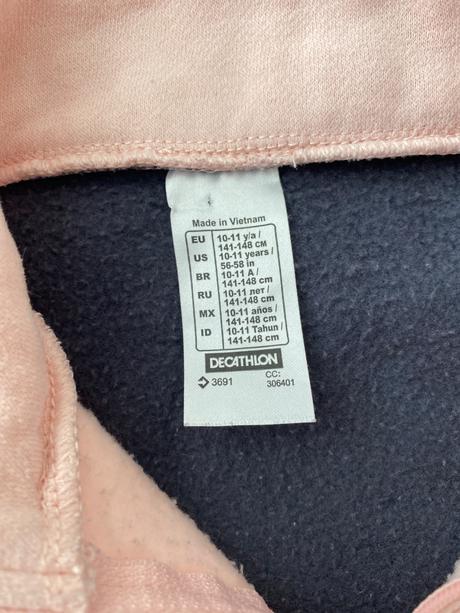 Made in Vietnam
EU 10-11 y/a /
141-148 CM
US 10-11 years /
56-58 in
BR 10-11 A /
141-148 cm
RU 10-11 лет /
141-148 cm
MX 10-11 años /
141-148 cm
ID 10-11 Tahun /
141-148 cm
DECATHLON
3691 CC:
306401